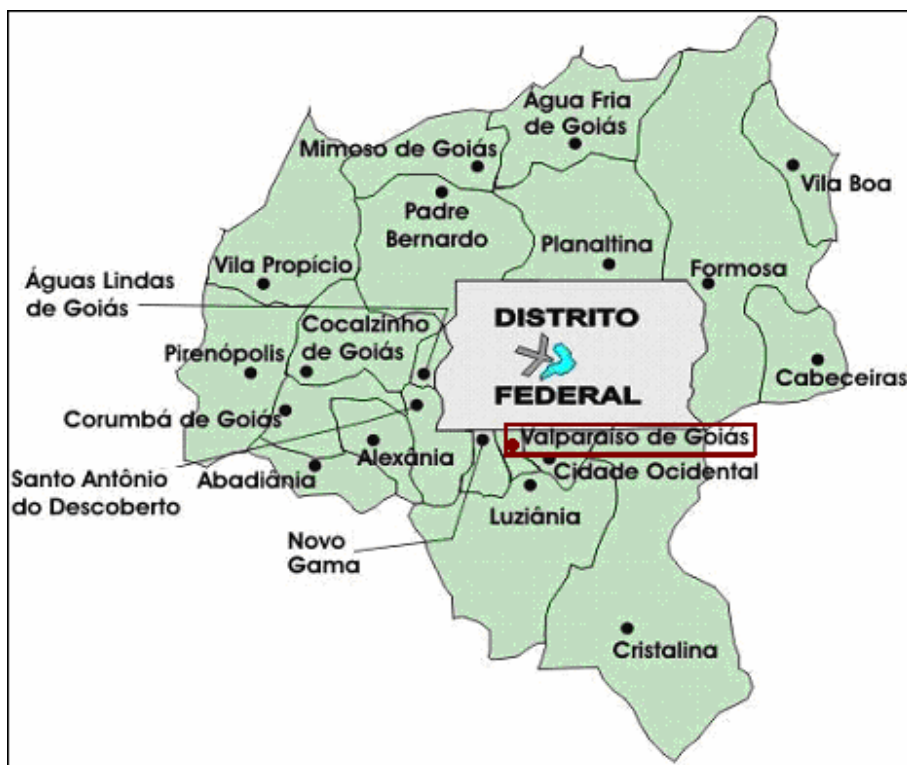 Água Fria
de Goiás
Mimoso de Goiás
Vila Boa
Padre
Bernardo
Planaltina
Vila Propício
Formosa
Águas Lindas
de Goiás
DISTRITO
FEDERAL
Cocalzinho
de Goiás
Pirenópolis
Cabeceiras
Corumbá de Goiás
Valparaíso de Goiás
Alexânia
Cidade Ocidental
Santo Antônio
do Descoberto
Abadiânia
Luziânia
Novo
Gama
Cristalina